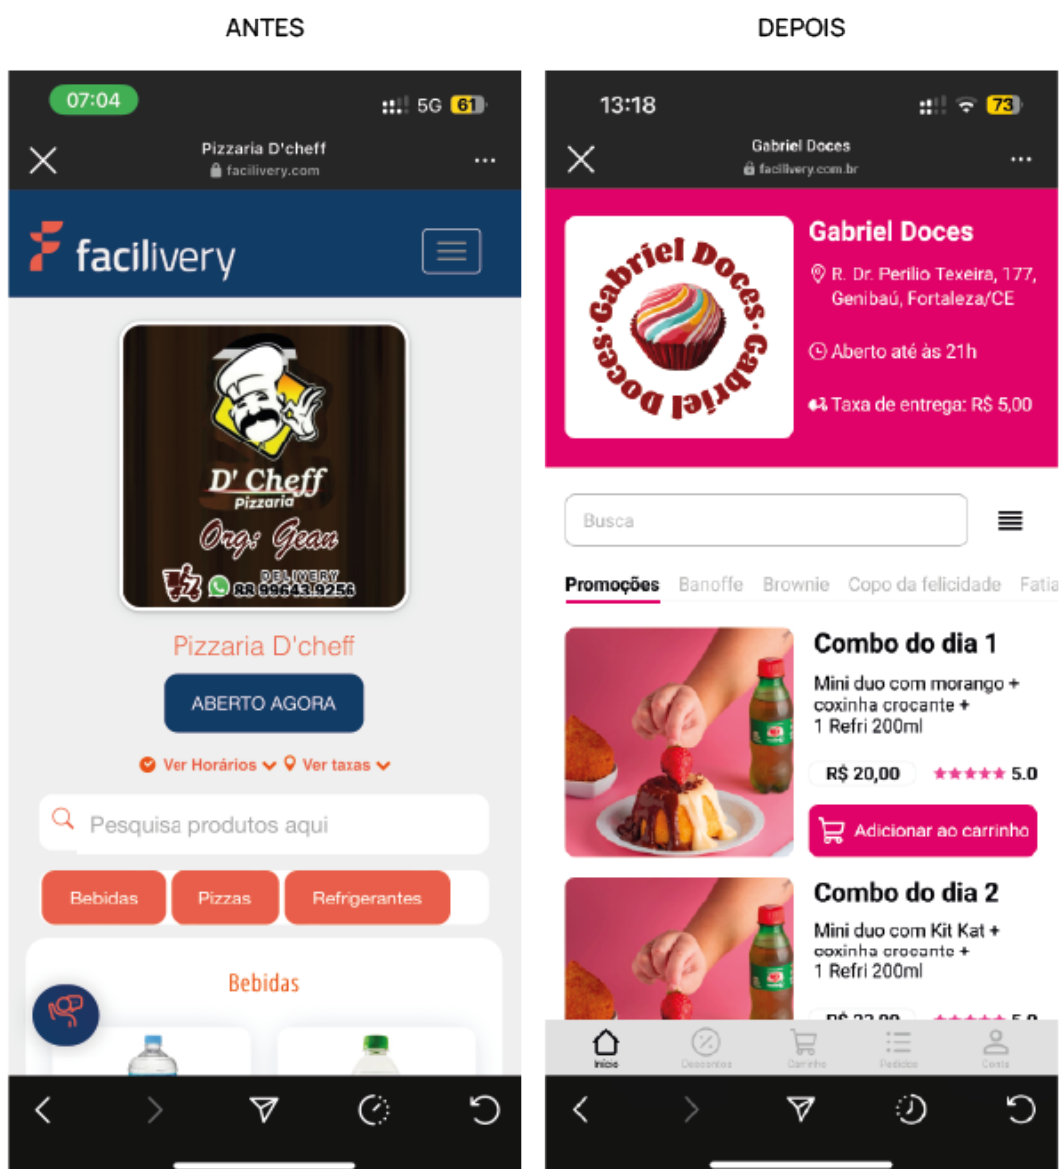 ANTES
07:04
5G 61
Pizzaria D'cheff
facilivery.com
facilivery
D' Cheff
Pizzaria
Org: Gean
DELIVERY
88 99643.9256
Pizzaria D'cheff
ABERTO AGORA
Ver Horários
Ver taxas
Pesquisa produtos aqui
Bebidas
Pizzas
Refrigerantes
Bebidas
DEPOIS
13:18
73
Gabriel Doces
facilivery.com.br
Gabriel Doces·Gabriel Doces·
Gabriel Doces
R. Dr. Perilio Texeira, 177,
Genibaú, Fortaleza/CE
Aberto até às 21h
Taxa de entrega: R$ 5,00
Busca
Promoções
Banoffe
Brownie
Copo da felicidade
Fatia
Combo do dia 1
Mini duo com morango +
coxinha crocante +
1 Refri 200ml
R$ 20,00
5.0
Adicionar ao carrinho
Combo do dia 2
Mini duo com Kit Kat +
coxinha crocante +
1 Refri 200ml
5.0
Início
Descontos
Carrinho
Pedidos
Conta